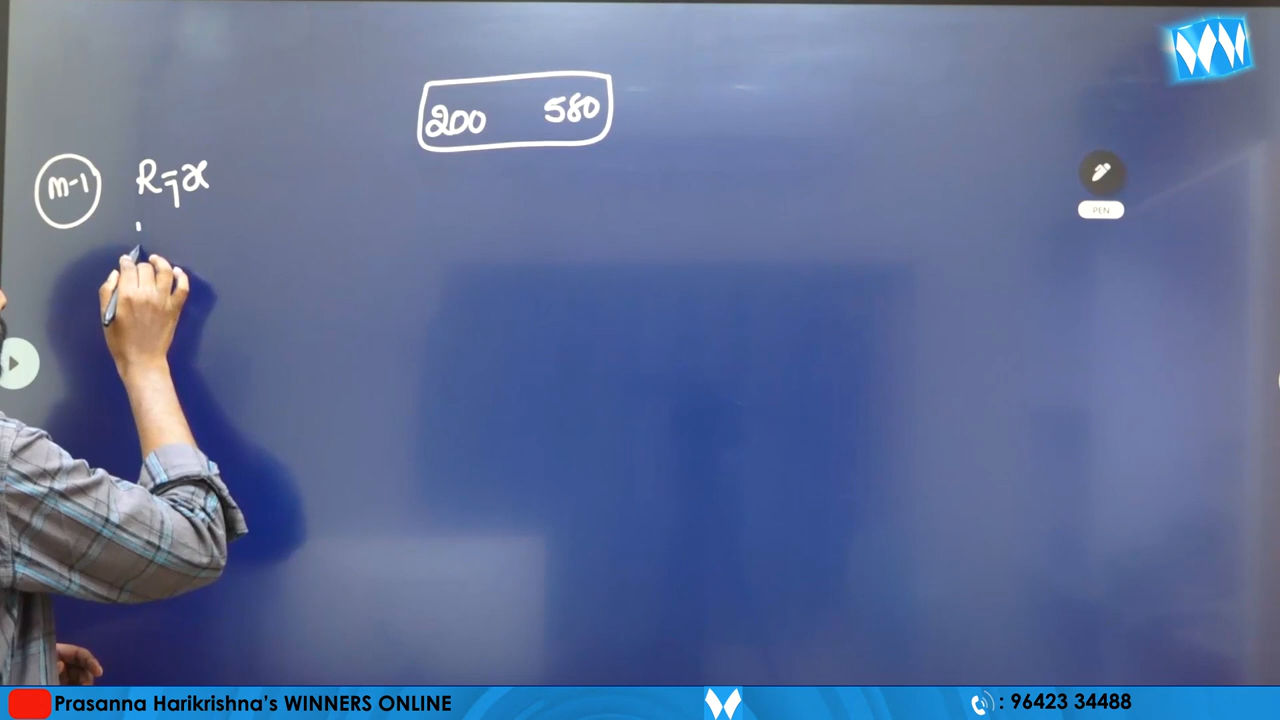 200 580
m-1 R=x
PEN
Prasanna Harikrishna's WINNERS ONLINE
: 96423 34488